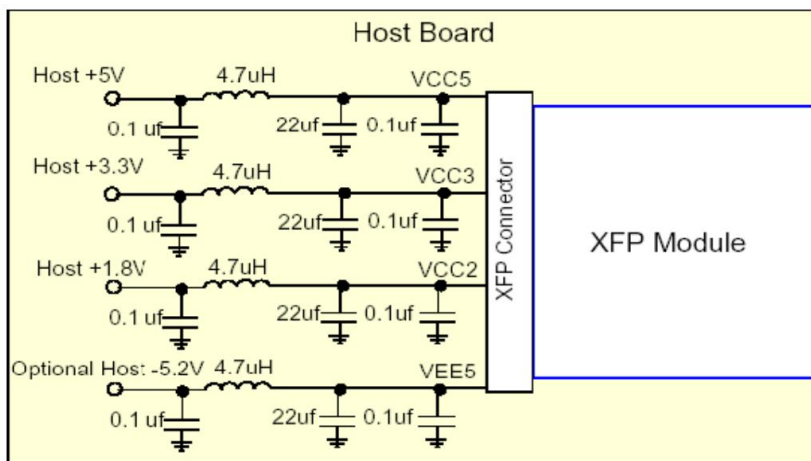 Host Board
Host +5V
4.7uH
VCC5
0.1 uf
22uf
0.1uf
Host +3.3V
4.7uH
VCC3
0.1 uf
22uf
0.1uf
Host +1.8V
4.7uH
VCC2
0.1 uf
22uf
0.1uf
Optional Host -5.2V
4.7uH
VEE5
0.1 uf
22uf
0.1uf
XFP Connector
XFP Module